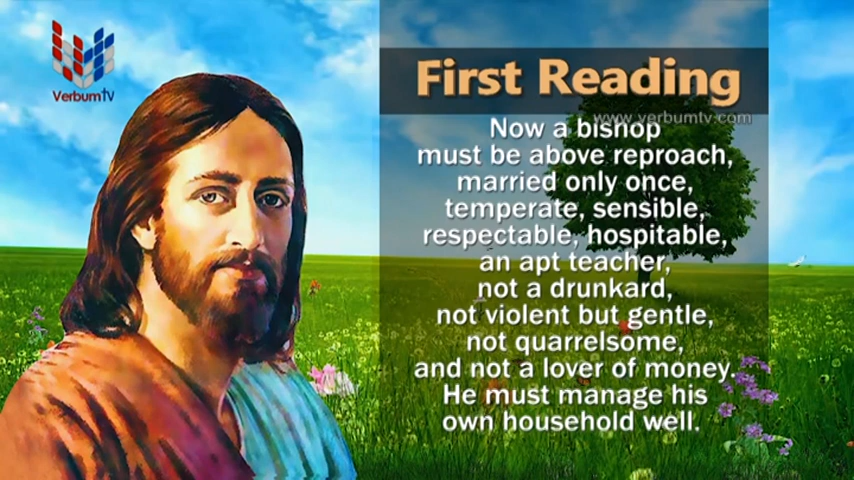 VerbumTV
First Reading
www.verbumtv.com
Now a bishop
must be above reproach,
married only once,
temperate, sensible,
respectable, hospitable,
an apt teacher,
not a drunkard,
not violent but gentle,
not quarrelsome,
and not a lover of money.
He must manage his
own household well.